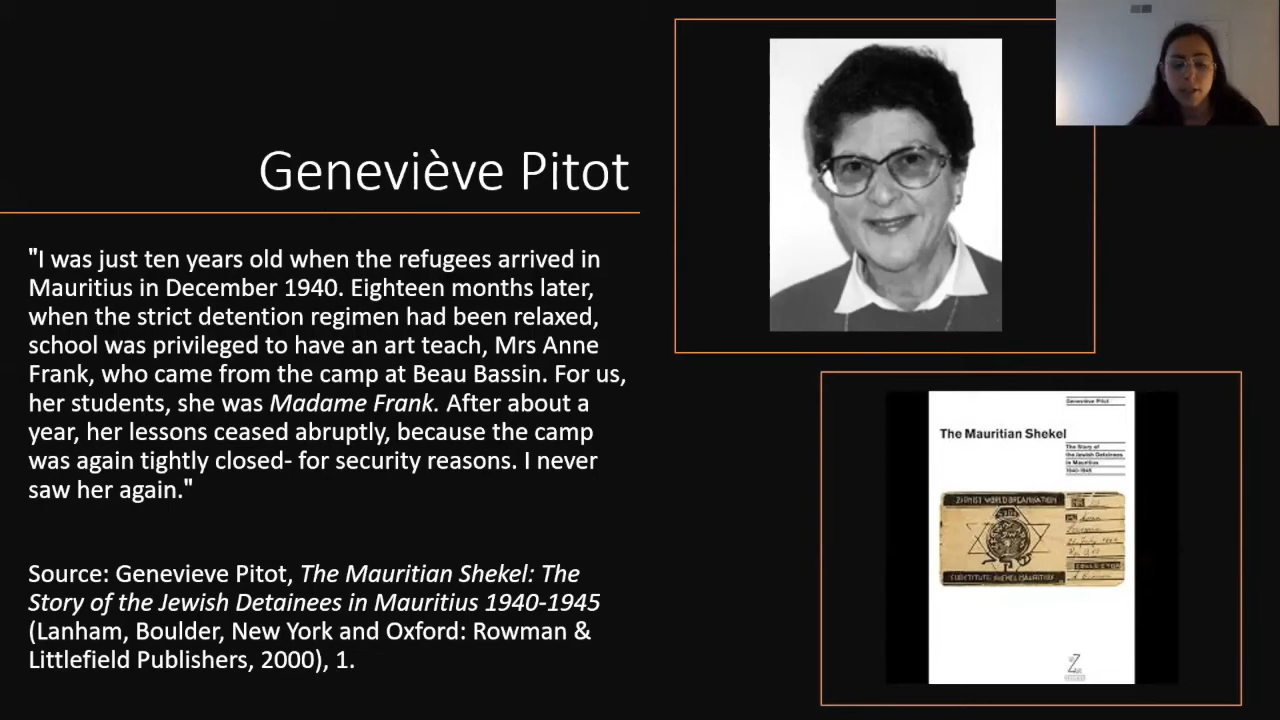 Geneviève Pitot
"I was just ten years old when the refugees arrived in
Mauritius in December 1940. Eighteen months later,
when the strict detention regimen had been relaxed,
school was privileged to have an art teach, Mrs Anne
Frank, who came from the camp at Beau Bassin. For us,
her students, she was Madame Frank. After about a
year, her lessons ceased abruptly, because the camp
was again tightly closed- for security reasons. I never
saw her again."
Source: Genevieve Pitot, The Mauritian Shekel: The
Story of the Jewish Detainees in Mauritius 1940-1945
(Lanham, Boulder, New York and Oxford: Rowman &
Littlefield Publishers, 2000), 1.
Geneviève Pitot
The Mauritian Shekel
The Story of
the Jewish Detainees
in Mauritius
1940-1945
ZIONIST WORLD ORGANISATION
SUBSTITUTE SHEKEL MAURITIUS
COLLECTOR